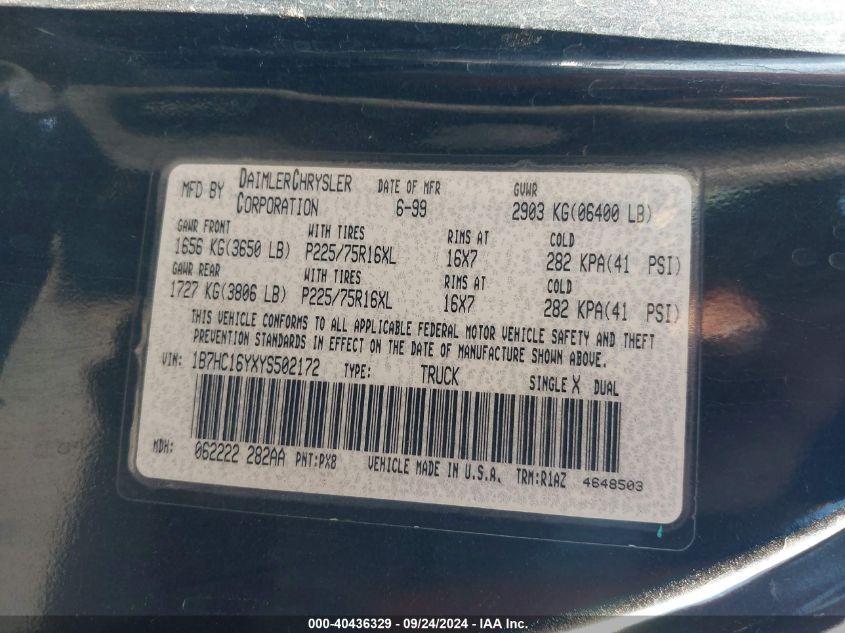 MFD BY DAIMLERCHRYSLER CORPORATION DATE OF MFR 6-99 GVWR 2903 KG(06400 LB)
GAWR FRONT WITH TIRES RIMS AT COLD
1656 KG(3650 LB) P225/75R16XL 16X7 282 KPA(41 PSI)
GAWR REAR WITH TIRES RIMS AT COLD
1727 KG(3806 LB) P225/75R16XL 16X7 282 KPA(41 PSI)
THIS VEHICLE CONFORMS TO ALL APPLICABLE FEDERAL MOTOR VEHICLE SAFETY AND THEFT
PREVENTION STANDARDS IN EFFECT ON THE DATE OF MANUFACTURE SHOWN ABOVE.
VIN: 1B7HC16YXYS502172 TYPE: TRUCK SINGLE X DUAL
MDH: 062222 282AA PNT:PX8 VEHICLE MADE IN U.S.A. TRM:R1AZ 4648503
000-40436329 - 09/24/2024 - IAA Inc.